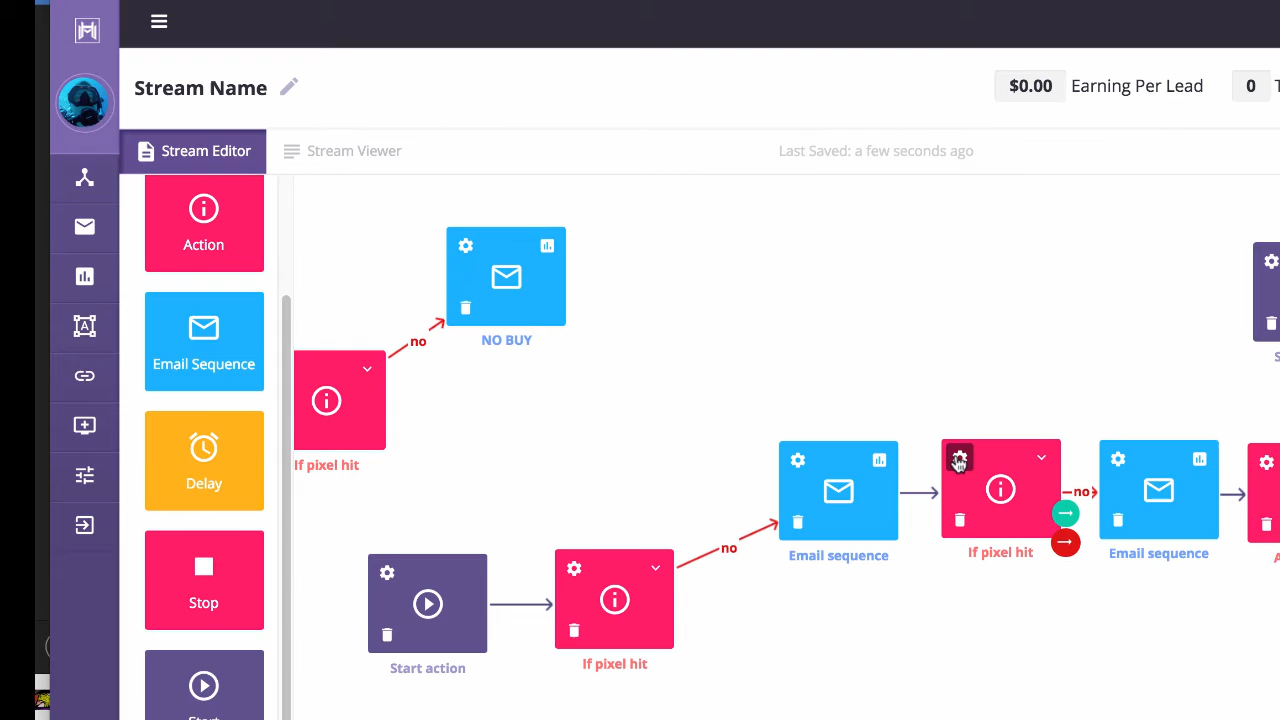 Stream Name
$0.00 Earning Per Lead 0
Stream Editor
Stream Viewer
Last Saved: a few seconds ago
Action
Email Sequence
Delay
Stop
no
NO BUY
If pixel hit
no
Email sequence
no
If pixel hit
Email sequence
Start action
If pixel hit